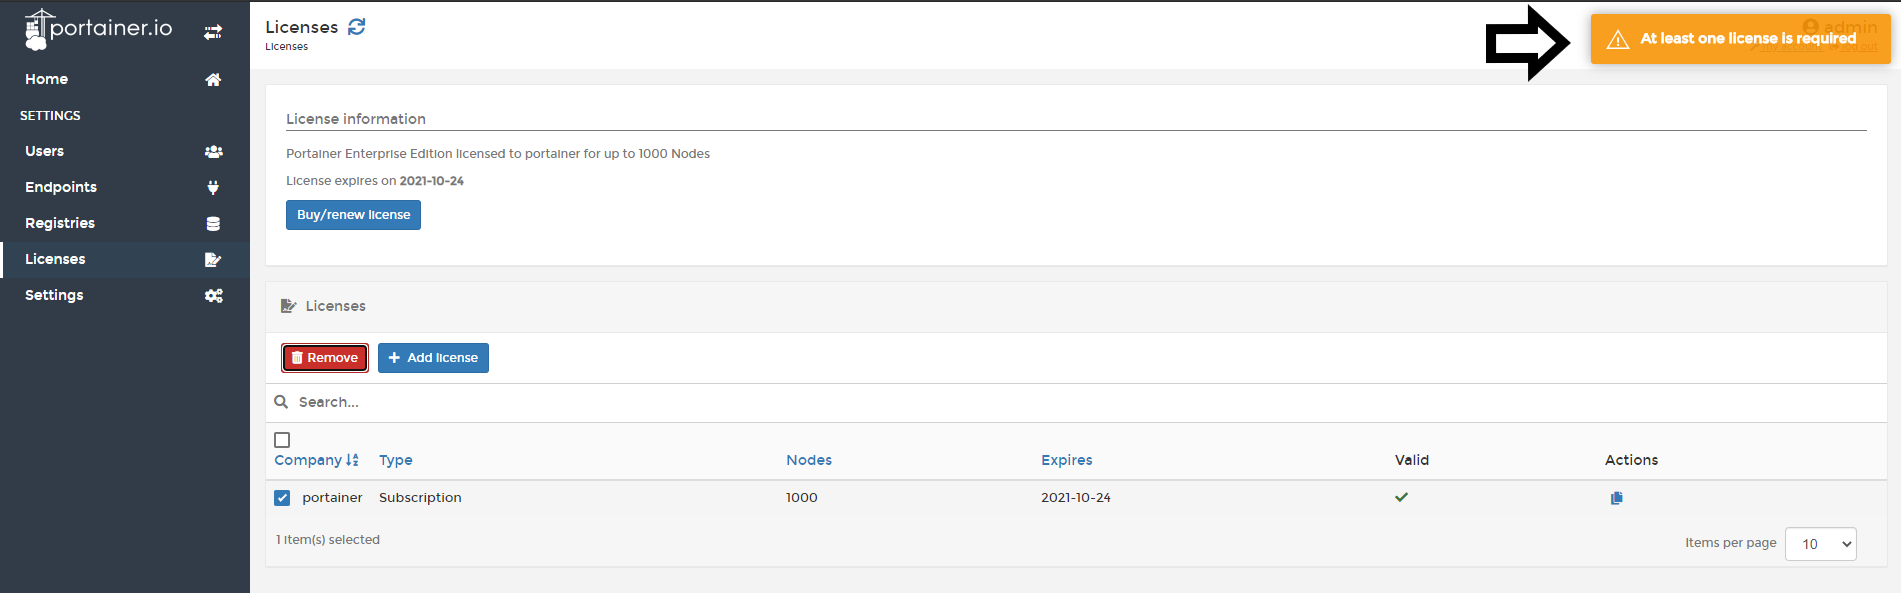 portainer.io
Home
SETTINGS
Users
Endpoints
Registries
Licenses
Settings
Licenses
Licenses
admin
At least one license is required
log out
License information
Portainer Enterprise Edition licensed to portainer for up to 1000 Nodes
License expires on 2021-10-24
Buy/renew license
Licenses
Remove
Add license
Search...
Company Type Nodes Expires Valid Actions
portainer Subscription 1000 2021-10-24
1 item(s) selected
Items per page 10